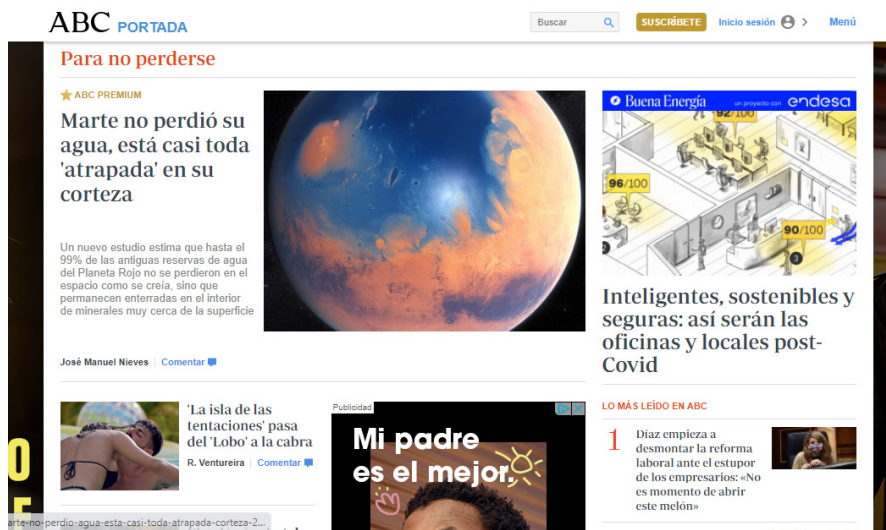 ABC PORTADA
Buscar
SUSCRÍBETE
Inicio sesión
Menú
Para no perderse
ABC PREMIUM
Marte no perdió su
agua, está casi toda
'atrapada' en su
corteza
Un nuevo estudio estima que hasta el
99% de las antiguas reservas de agua
del Planeta Rojo no se perdieron en el
espacio como se creía, sino que
permanecen enterradas en el interior
de minerales muy cerca de la superficie
José Manuel Nieves | Comentar
Buena Energía un proyecto con endesa
92/100
96/100
90/100
2
3
Inteligentes, sostenibles y
seguras: así serán las
oficinas y locales post-
Covid
'La isla de las
tentaciones' pasa
del 'Lobo' a la cabra
R. Ventureira | Comentar
Publicidad
Mi padre
es el mejor.
LO MÁS LEÍDO EN ABC
1
Díaz empieza a
desmontar la reforma
laboral ante el estupor
de los empresarios: «No
es momento de abrir
este melón»
arte-no-perdio-agua-esta-casi-toda-atrapada-corteza-2...